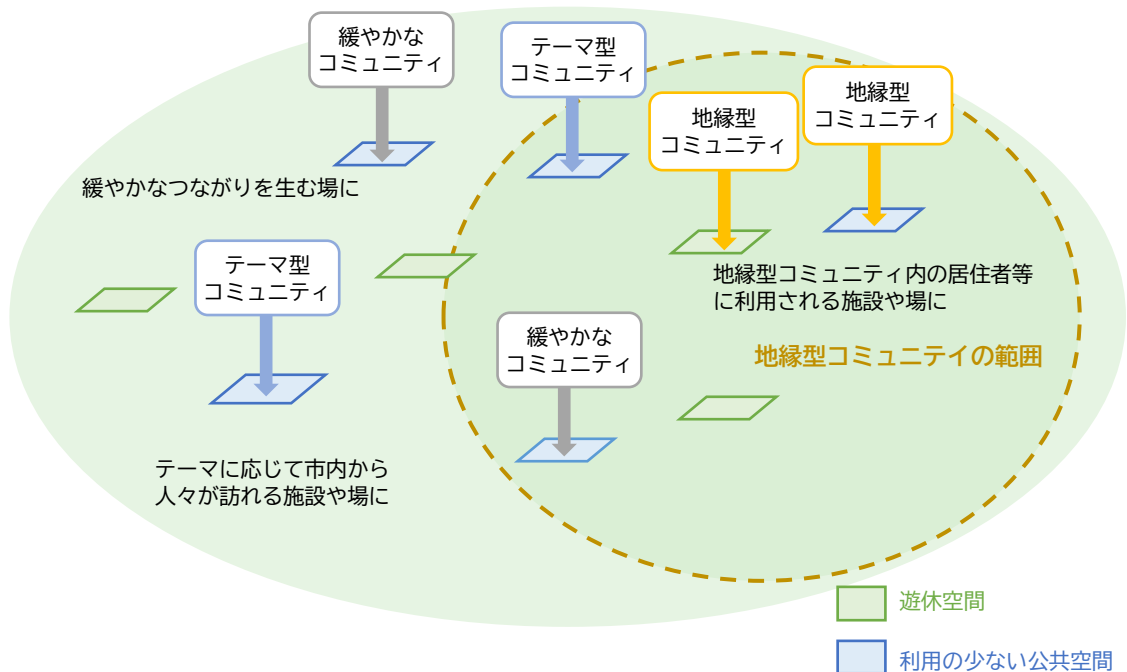 緩やかな
コミュニティ
テーマ型
コミュニティ
地縁型
コミュニティ
地縁型
コミュニティ
緩やかなつながりを生む場に
テーマ型
コミュニティ
地縁型コミュニティ内の居住者等
に利用される施設や場に
緩やかな
コミュニティ
地縁型コミュニテイの範囲
テーマに応じて市内から
人々が訪れる施設や場に
遊休空間
利用の少ない公共空間